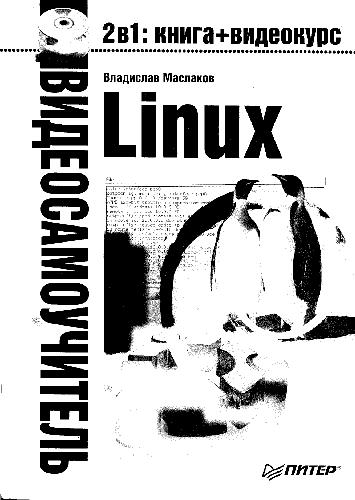 2в1: книга+видеокурс
ВИДЕОСАМОУЧИТЕЛЬ
Владислав Маслаков
Linux
ПИТЕР®